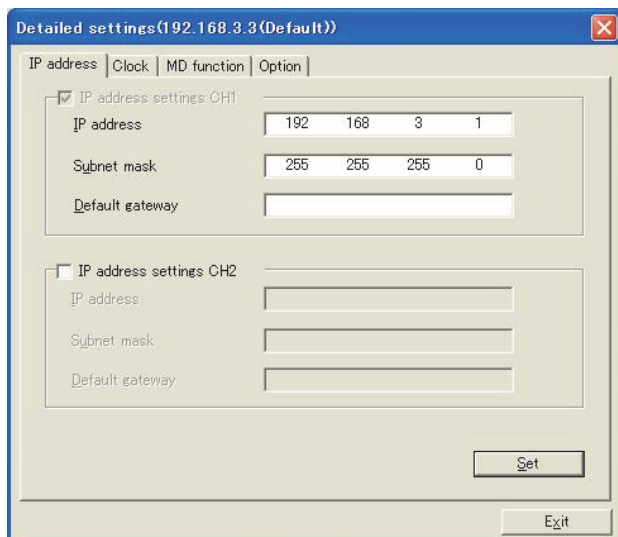 Detailed settings(192.168.3.3(Default))
IP address Clock MD function Option
IP address settings CH1
IP address 192 168 3 1
Subnet mask 255 255 255 0
Default gateway
IP address settings CH2
IP address
Subnet mask
Default gateway
Set
Exit